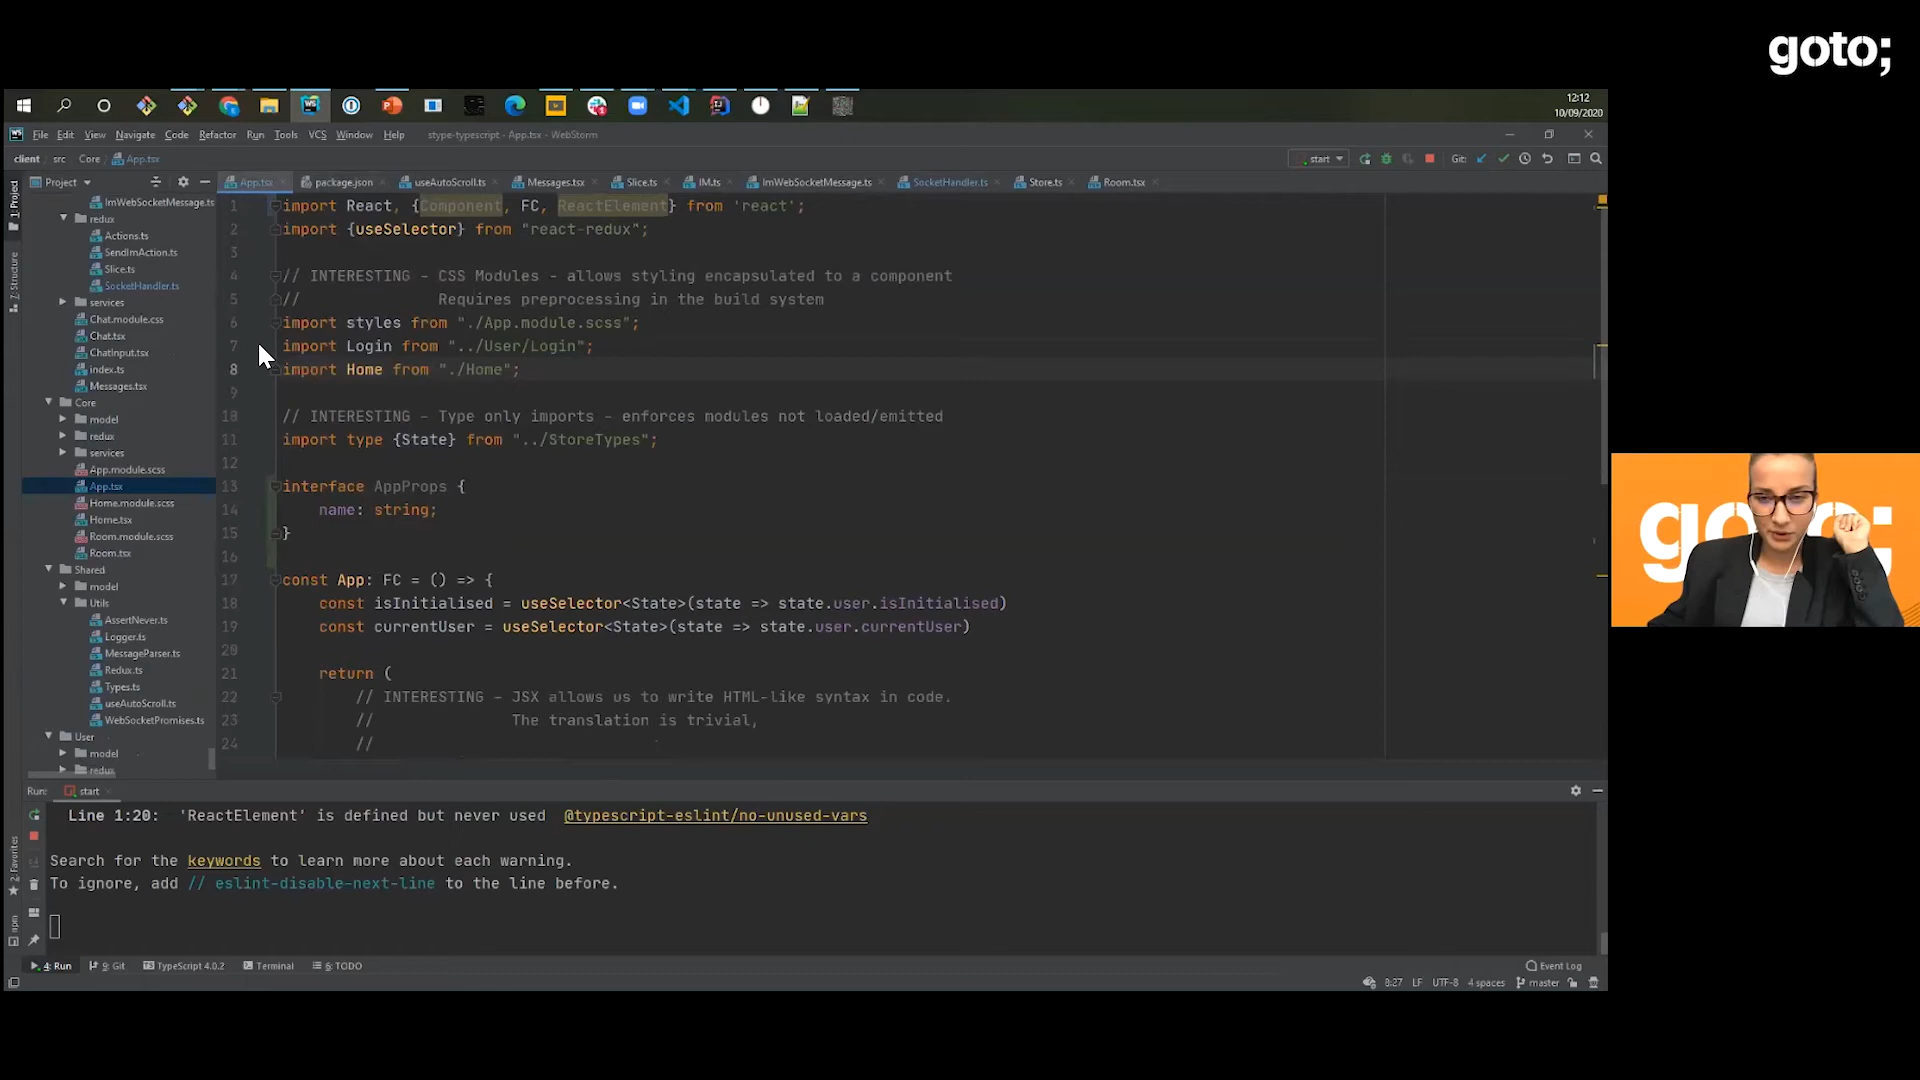 goto;
12:12
10/09/2020
File Edit View Navigate Code Refactor Run Tools VCS Window Help stype-typescript - App.tsx - WebStorm
client src Core App.tsx
start Git:
Project
App.tsx package.json useAutoScroll.ts Messages.tsx Slice.ts IM.ts ImWebSocketMessage.ts SocketHandler.ts Store.ts Room.tsx
1: Project
Z: Structure
2: Favorites
npm
ImWebSocketMessage.ts
redux
Actions.ts
SendImAction.ts
Slice.ts
SocketHandler.ts
services
Chat.module.css
Chat.tsx
ChatInput.tsx
index.ts
Messages.tsx
Core
model
redux
services
App.module.scss
App.tsx
Home.module.scss
Home.tsx
Room.module.scss
Room.tsx
Shared
model
Utils
AssertNever.ts
Logger.ts
MessageParser.ts
Redux.ts
Types.ts
useAutoScroll.ts
WebSocketPromises.ts
User
model
redux
1 import React, {Component, FC, ReactElement} from 'react';
2 import {useSelector} from "react-redux";
3
4 // INTERESTING - CSS Modules - allows styling encapsulated to a component
5 // Requires preprocessing in the build system
6 import styles from "./App.module.scss";
7 import Login from "../User/Login";
8 import Home from "./Home";
9
10 // INTERESTING - Type only imports - enforces modules not loaded/emitted
11 import type {State} from "../StoreTypes";
12
13 interface AppProps {
14 name: string;
15 }
16
17 const App: FC = () => {
18 const isInitialised = useSelector<State>(state => state.user.isInitialised)
19 const currentUser = useSelector<State>(state => state.user.currentUser)
20
21 return (
22 // INTERESTING - JSX allows us to write HTML-like syntax in code.
23 // The translation is trivial,
24 //
Run: start
Line 1:20: 'ReactElement' is defined but never used @typescript-eslint/no-unused-vars
Search for the keywords to learn more about each warning.
To ignore, add // eslint-disable-next-line to the line before.
4: Run 9: Git TypeScript 4.0.2 Terminal 6: TODO Event Log
8:27 LF UTF-8 4 spaces master